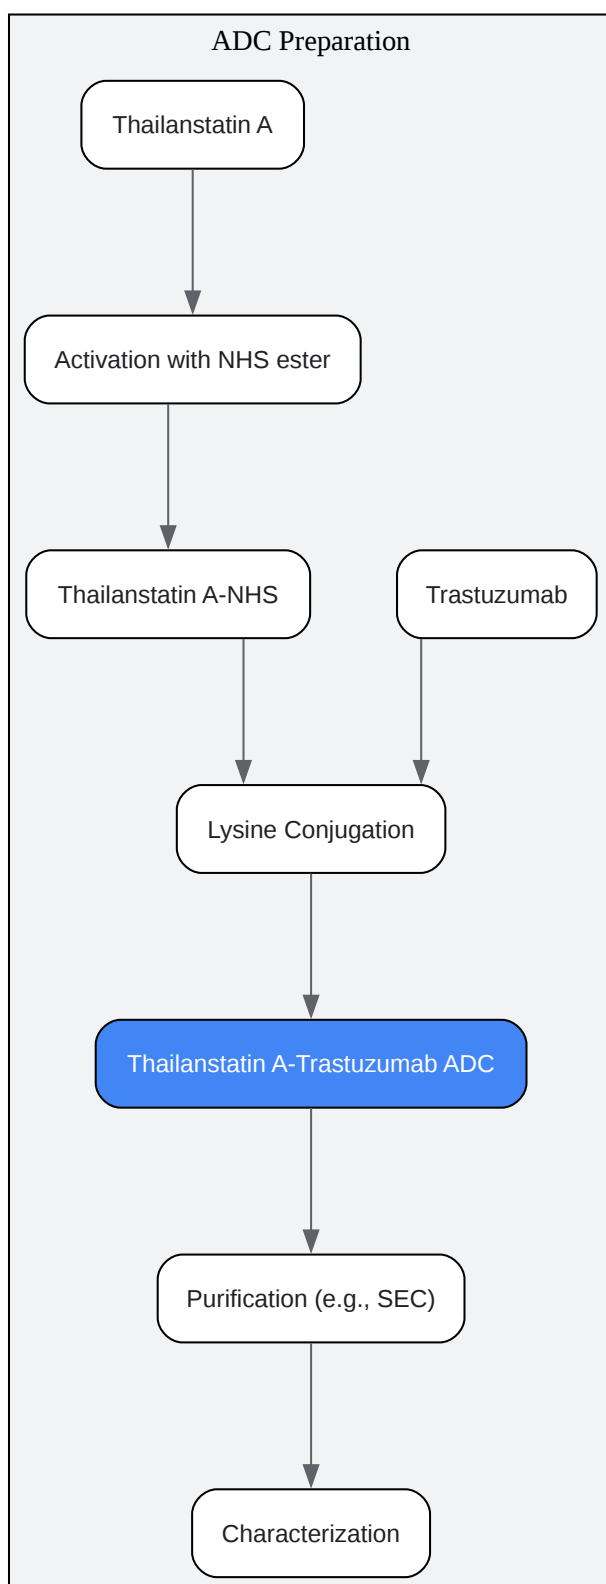 ADC Preparation
Thailanstatin A
Activation with NHS ester
Thailanstatin A-NHS
Trastuzumab
Lysine Conjugation
Thailanstatin A-Trastuzumab ADC
Purification (e.g., SEC)
Characterization